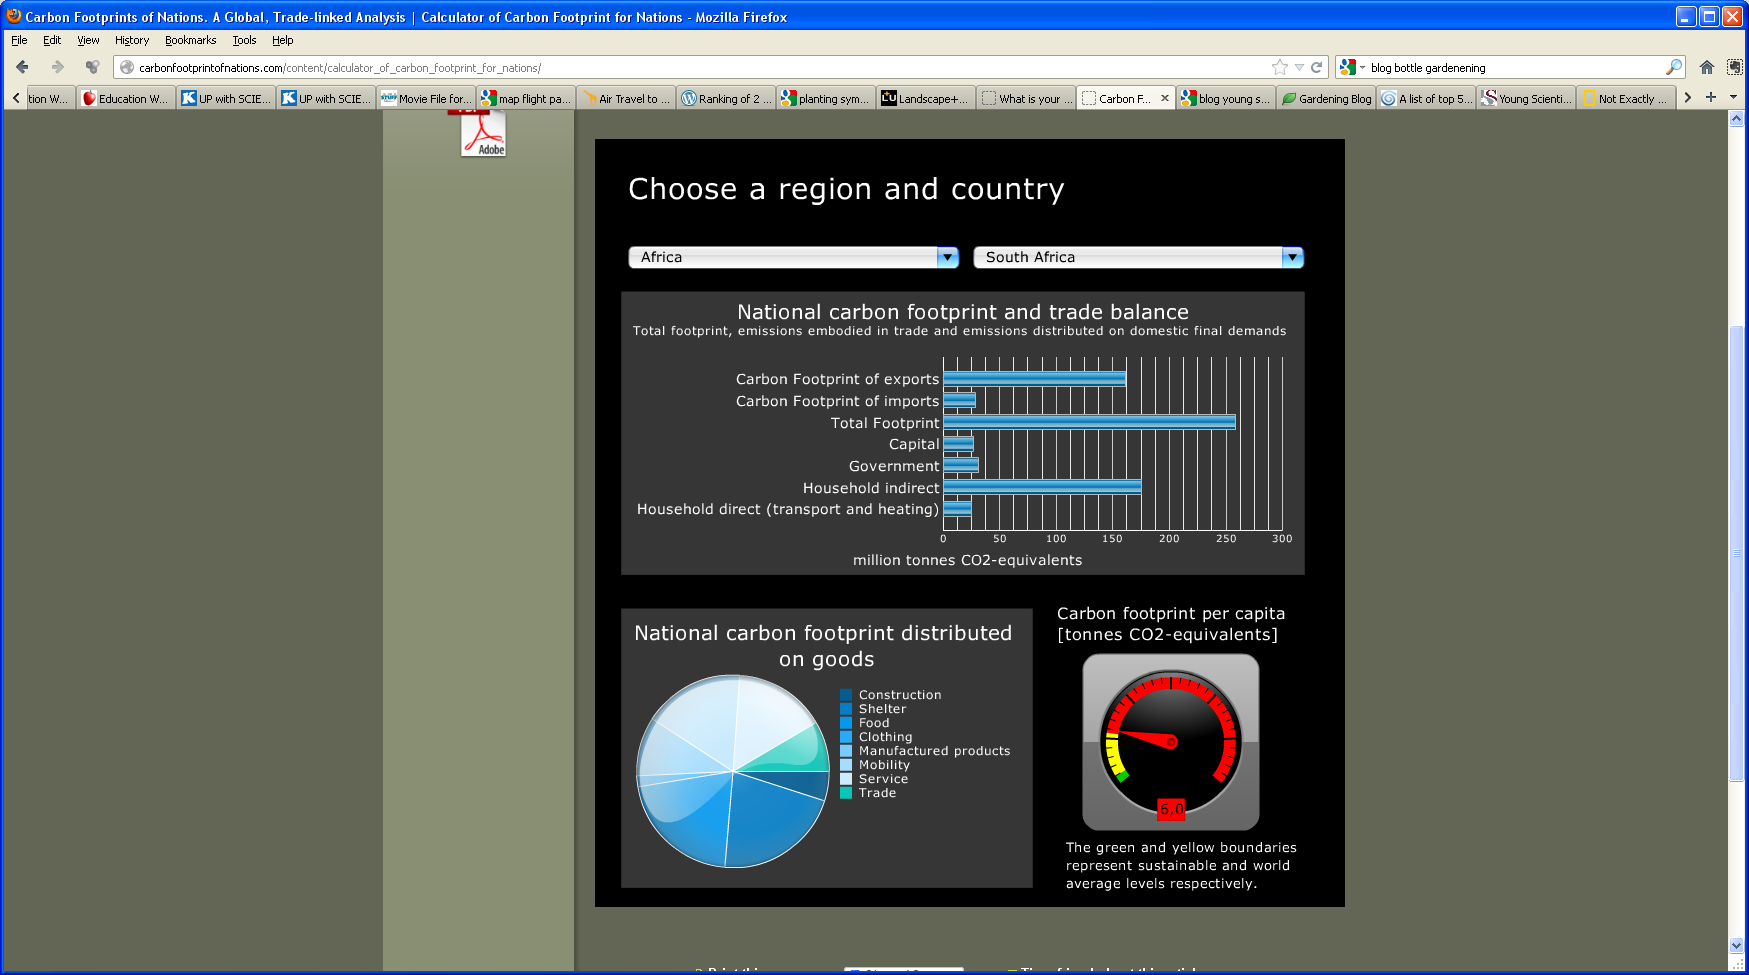 Carbon Footprints of Nations. A Global, Trade-linked Analysis | Calculator of Carbon Footprint for Nations - Mozilla Firefox
File Edit View History Bookmarks Tools Help
carbonfootprintofnations.com/content/calculator_of_carbon_footprint_for_nations/
blog bottle gardenening
tion W... Education W... UP with SCIE... UP with SCIE... Movie File for... map flight pa... Air Travel to ... Ranking of 2 ... planting sym... Landscape+... What is your ... Carbon F... blog young s... Gardening Blog A list of top 5... Young Scienti... Not Exactly ...
Adobe
Choose a region and country
Africa South Africa
National carbon footprint and trade balance
Total footprint, emissions embodied in trade and emissions distributed on domestic final demands
Carbon Footprint of exports
Carbon Footprint of imports
Total Footprint
Capital
Government
Household indirect
Household direct (transport and heating)
0 50 100 150 200 250 300
million tonnes CO2-equivalents
National carbon footprint distributed
on goods
Construction
Shelter
Food
Clothing
Manufactured products
Mobility
Service
Trade
Carbon footprint per capita
[tonnes CO2-equivalents]
6,0
The green and yellow boundaries
represent sustainable and world
average levels respectively.